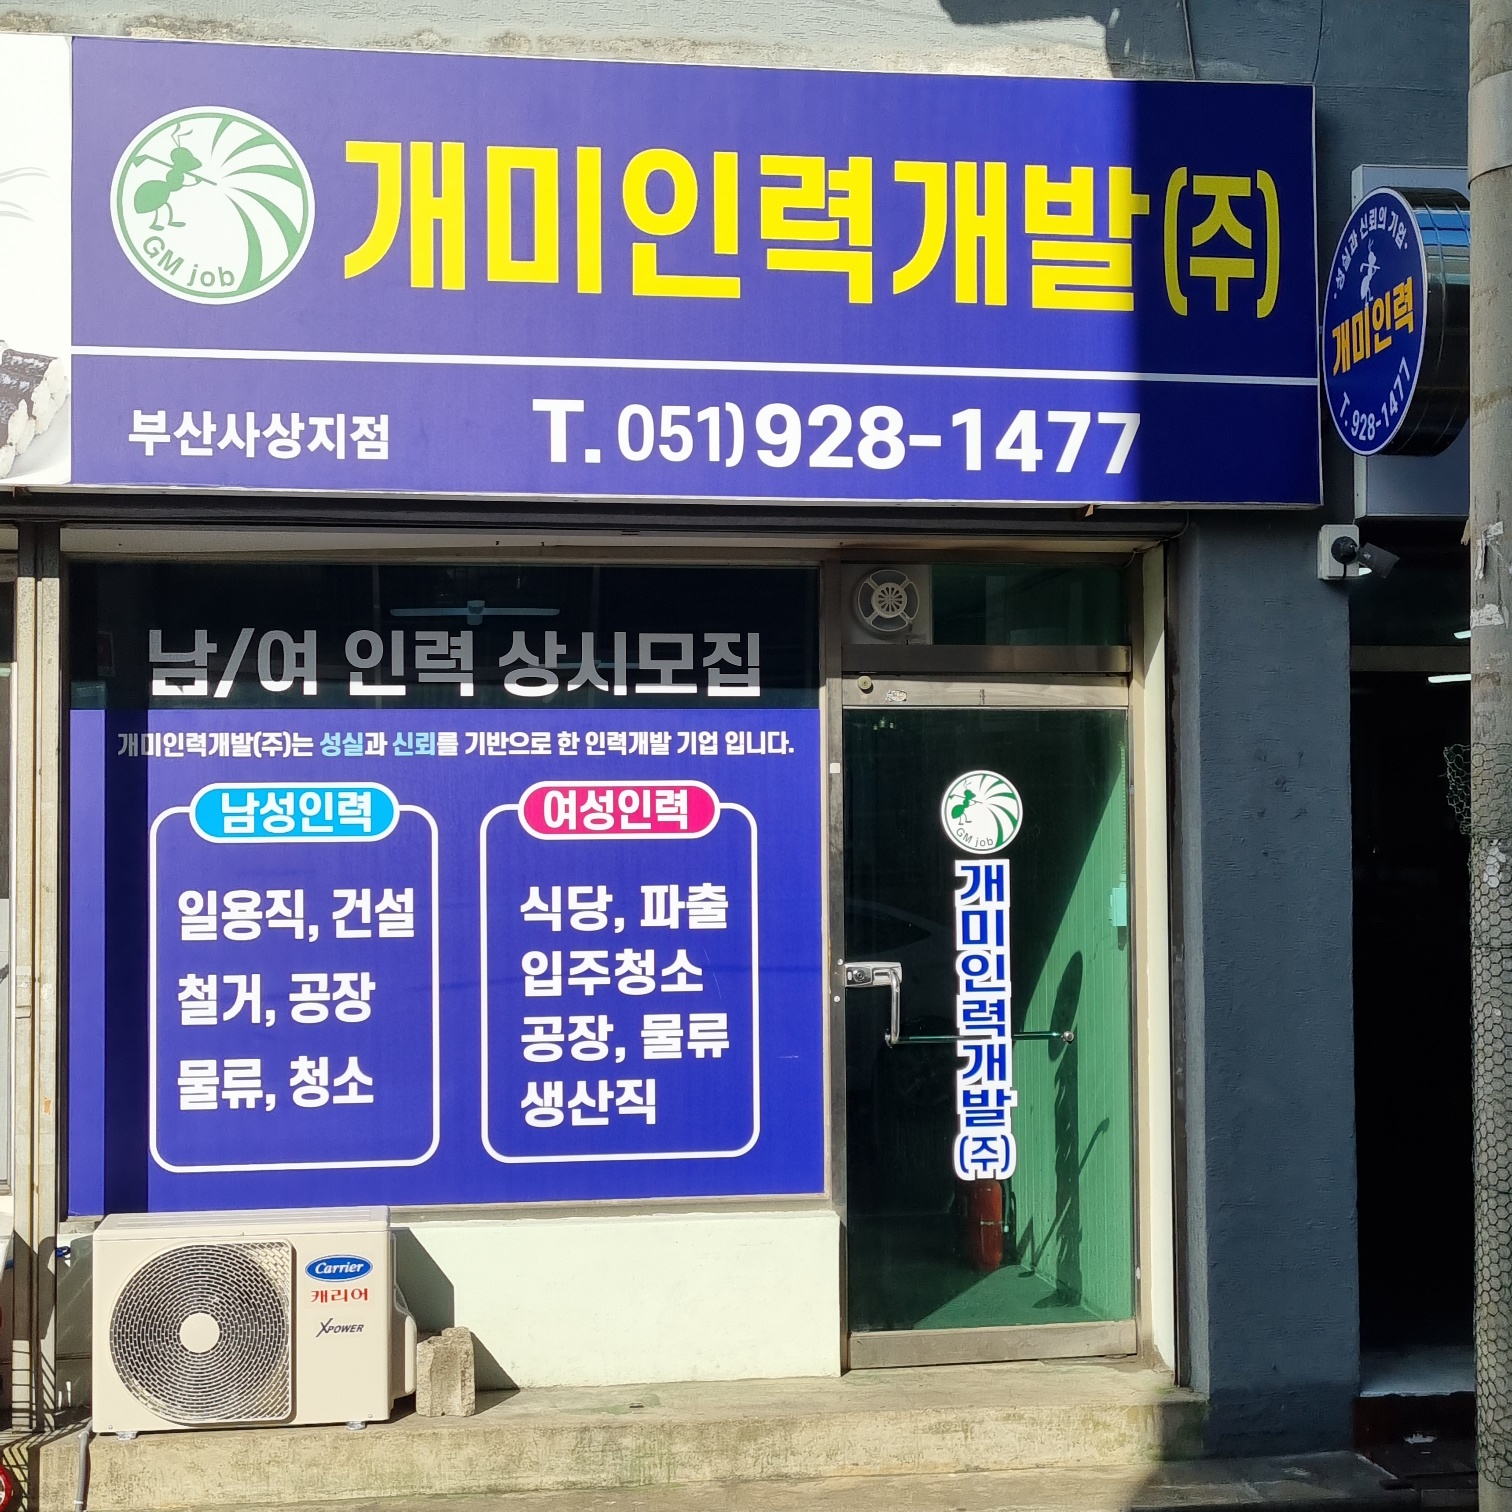 개미인력개발(주)
GM job
부산사상지점
T. 051)928-1477
성실과 신뢰의 기업
개미인력
T. 928-1477
남/여 인력 상시모집
개미인력개발(주)는 성실과 신뢰를 기반으로 한 인력개발 기업 입니다.
남성인력
일용직, 건설
철거, 공장
물류, 청소
여성인력
식당, 파출
입주청소
공장, 물류
생산직
GM job
개미인력개발(주)
Carrier
캐리어
XPOWER